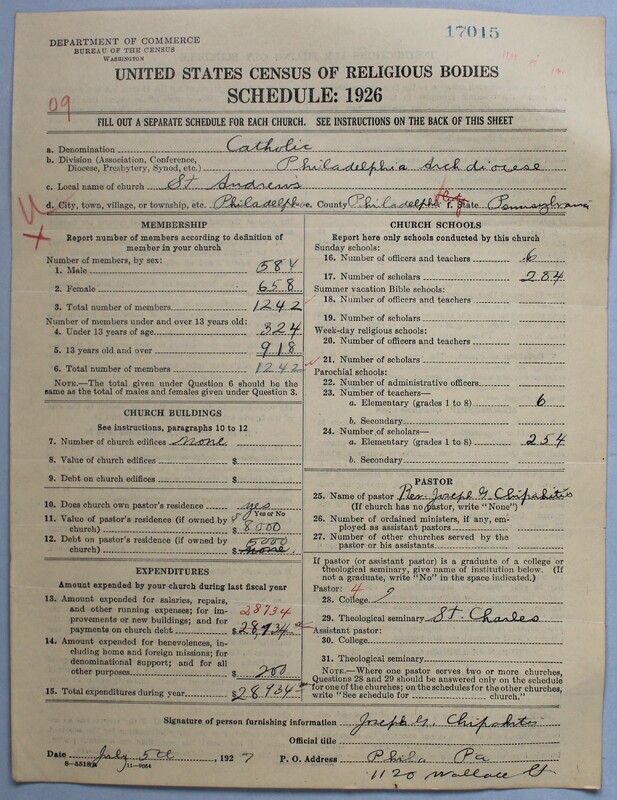 17015
DEPARTMENT OF COMMERCE
BUREAU OF THE CENSUS
WASHINGTON
UNITED STATES CENSUS OF RELIGIOUS BODIES
SCHEDULE: 1926
09
FILL OUT A SEPARATE SCHEDULE FOR EACH CHURCH. SEE INSTRUCTIONS ON THE BACK OF THIS SHEET
a. Denomination Catholic
b. Division (Association, Conference, Diocese, Presbytery, Synod, etc.) Philadelphia Archdiocese
c. Local name of church St Andrews
d. City, town, village, or township, etc. Philadelphia e. County Philadelphia f. State Pennsylvania
MEMBERSHIP
Report number of members according to definition of
member in your church
Number of members, by sex:
1. Male 584
2. Female 658
3. Total number of members 1242
Number of members under and over 13 years old:
4. Under 13 years of age 324
5. 13 years old and over 918
6. Total number of members 1242
NOTE.—The total given under Question 6 should be
same as the total of males and females given under Question 3.
CHURCH BUILDINGS
See instructions, paragraphs 10 to 12
7. Number of church edifices none
8. Value of church edifices $
9. Debt on church edifices $
10. Does church own pastor's residence yes
Yes or No
11. Value of pastor's residence (if owned by
church) $ 8000
12. Debt on pastor's residence (if owned by
church) 5000
$ none
EXPENDITURES
Amount expended by your church during last fiscal year
13. Amount expended for salaries, repairs,
and other running expenses; for im-
provements or new buildings; and for
payments on church debt 28734
$ 28,934
14. Amount expended for benevolences, in-
cluding home and foreign missions; for
denominational support; and for all
other purposes $ 200
15. Total expenditures during year $ 28934
CHURCH SCHOOLS
Report here only schools conducted by this church
Sunday schools:
16. Number of officers and teachers 6
17. Number of scholars 284
Summer vacation Bible schools:
18. Number of officers and teachers
19. Number of scholars
Week-day religious schools:
20. Number of officers and teachers
21. Number of scholars
Parochial schools:
22. Number of administrative officers
23. Number of teachers—
a. Elementary (grades 1 to 8) 6
b. Secondary
24. Number of scholars—
a. Elementary (grades 1 to 8) 254
b. Secondary
PASTOR
25. Name of pastor Rev. Joseph G.
(If church has no pastor, write "None")
26. Number of ordained ministers, if any, em-
ployed as assistant pastors
27. Number of other churches served by the
pastor or his assistants
If pastor (or assistant pastor) is a graduate of a college or
theological seminary, give name of institution below. (If
not a graduate, write "No" in the space indicated.)
Pastor: 4
28. College
29. Theological seminary St. Charles
Assistant pastor:
30. College
31. Theological seminary
NOTE.—Where one pastor serves two or more churches,
Questions 28 and 29 should be answered only on the schedule
for one of the churches; on the schedules for the other churches,
write "See schedule for church."
Signature of person furnishing information Joseph G.
Official title
Date July 5th, 1927 P. O. Address Phila Pa
8-5518a 11-9054
1120 Wallace St